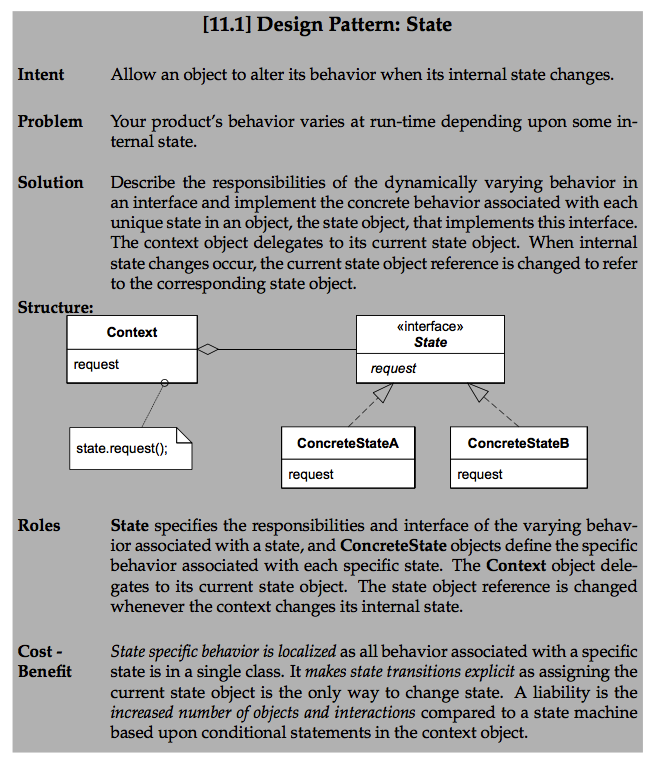 [11.1] Design Pattern: State
Intent Allow an object to alter its behavior when its internal state changes.
Problem Your product's behavior varies at run-time depending upon some in-
ternal state.
Solution Describe the responsibilities of the dynamically varying behavior in
an interface and implement the concrete behavior associated with each
unique state in an object, the state object, that implements this interface.
The context object delegates to its current state object. When internal
state changes occur, the current state object reference is changed to refer
to the corresponding state object.
Structure:
Context
request
state.request();
«interface»
State
request
ConcreteStateA
request
ConcreteStateB
request
Roles State specifies the responsibilities and interface of the varying behav-
ior associated with a state, and ConcreteState objects define the specific
behavior associated with each specific state. The Context object dele-
gates to its current state object. The state object reference is changed
whenever the context changes its internal state.
Cost - State specific behavior is localized as all behavior associated with a specific
Benefit state is in a single class. It makes state transitions explicit as assigning the
current state object is the only way to change state. A liability is the
increased number of objects and interactions compared to a state machine
based upon conditional statements in the context object.